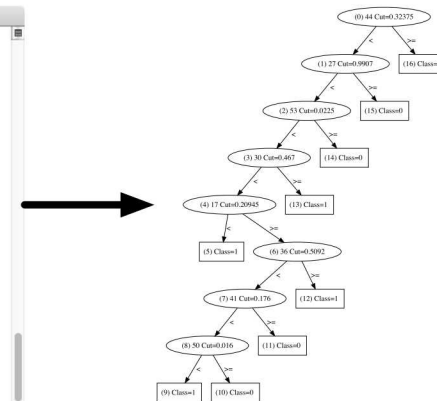 (0) 44 Cut=0.32375
< >=
(1) 27 Cut=0.9907 (16) Class=
< >=
(2) 53 Cut=0.0225 (15) Class=0
< >=
(3) 30 Cut=0.467 (14) Class=0
< >=
(4) 17 Cut=0.20945 (13) Class=1
< >=
(5) Class=1 (6) 36 Cut=0.5092
< >=
(7) 41 Cut=0.176 (12) Class=1
< >=
(8) 50 Cut=0.016 (11) Class=0
< >=
(9) Class=1 (10) Class=0